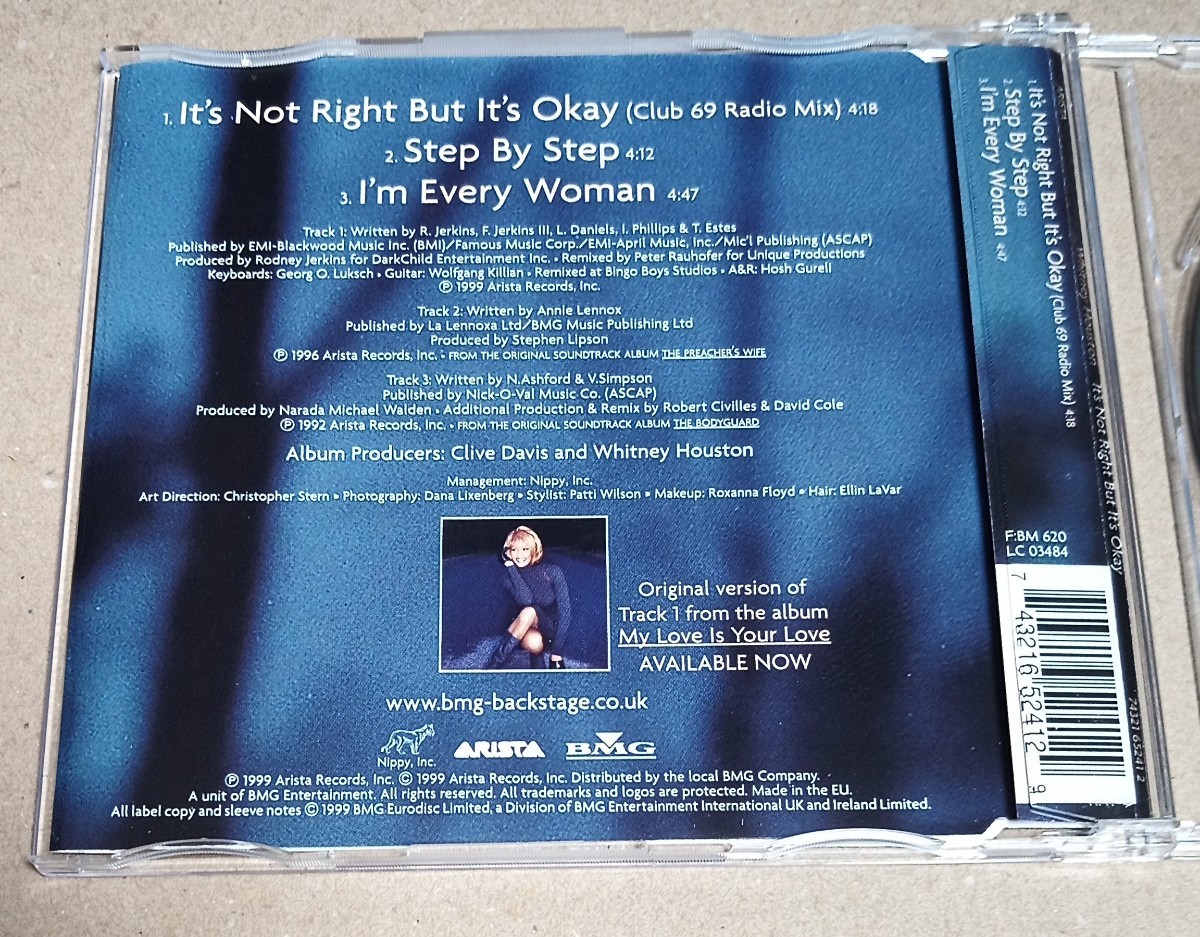 1. It's Not Right But It's Okay (Club 69 Radio Mix) 4:18
2. Step By Step 4:12
3. I'm Every Woman 4:47
Track 1: Written by R. Jerkins, F. Jerkins III, L. Daniels, I. Phillips & T. Estes
Published by EMI-Blackwood Music Inc. (BMI)/Famous Music Corp./EMI-April Music, Inc./Mic'l Publishing (ASCAP)
Produced by Rodney Jerkins for DarkChild Entertainment Inc. • Remixed by Peter Rauhofer for Unique Productions
Keyboards: Georg O. Luksch • Guitar: Wolfgang Killian • Remixed at Bingo Boys Studios • A&R: Hosh Gurell
℗ 1999 Arista Records, Inc.
Track 2: Written by Annie Lennox
Published by La Lennoxa Ltd/BMG Music Publishing Ltd
Produced by Stephen Lipson
℗ 1996 Arista Records, Inc. • FROM THE ORIGINAL SOUNDTRACK ALBUM THE PREACHER'S WIFE
Track 3: Written by N.Ashford & V.Simpson
Published by Nick-O-Val Music Co. (ASCAP)
Produced by Narada Michael Walden • Additional Production & Remix by Robert Civilles & David Cole
℗ 1992 Arista Records, Inc. • FROM THE ORIGINAL SOUNDTRACK ALBUM THE BODYGUARD
Album Producers: Clive Davis and Whitney Houston
Management: Nippy, Inc.
Art Direction: Christopher Stern • Photography: Dana Lixenberg • Stylist: Patti Wilson • Makeup: Roxanna Floyd • Hair: Ellin LaVar
Original version of
Track 1 from the album
My Love Is Your Love
AVAILABLE NOW
www.bmg-backstage.co.uk
Nippy, Inc.
ARISTA
BMG
℗ 1999 Arista Records, Inc. © 1999 Arista Records, Inc. Distributed by the local BMG Company.
A unit of BMG Entertainment. All rights reserved. All trademarks and logos are protected. Made in the EU.
All label copy and sleeve notes © 1999 BMG Eurodisc Limited, a Division of BMG Entertainment International UK and Ireland Limited.
1. It's Not Right But It's Okay (Club 69 Radio Mix) 4:18
2. Step By Step 4:12
3. I'm Every Woman 4:47
F:BM 620
LC 03484
7 43216 52412 9
Whitney Houston It's Not Right But It's Okay
74321 65241 2